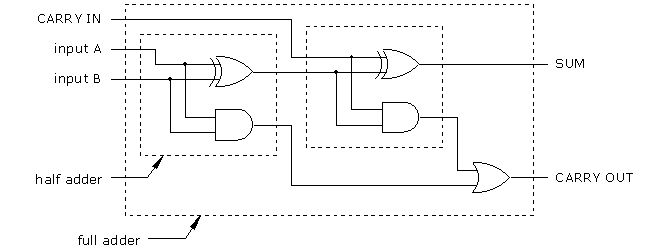 CARRY IN
input A
input B
SUM
half adder
CARRY OUT
full adder